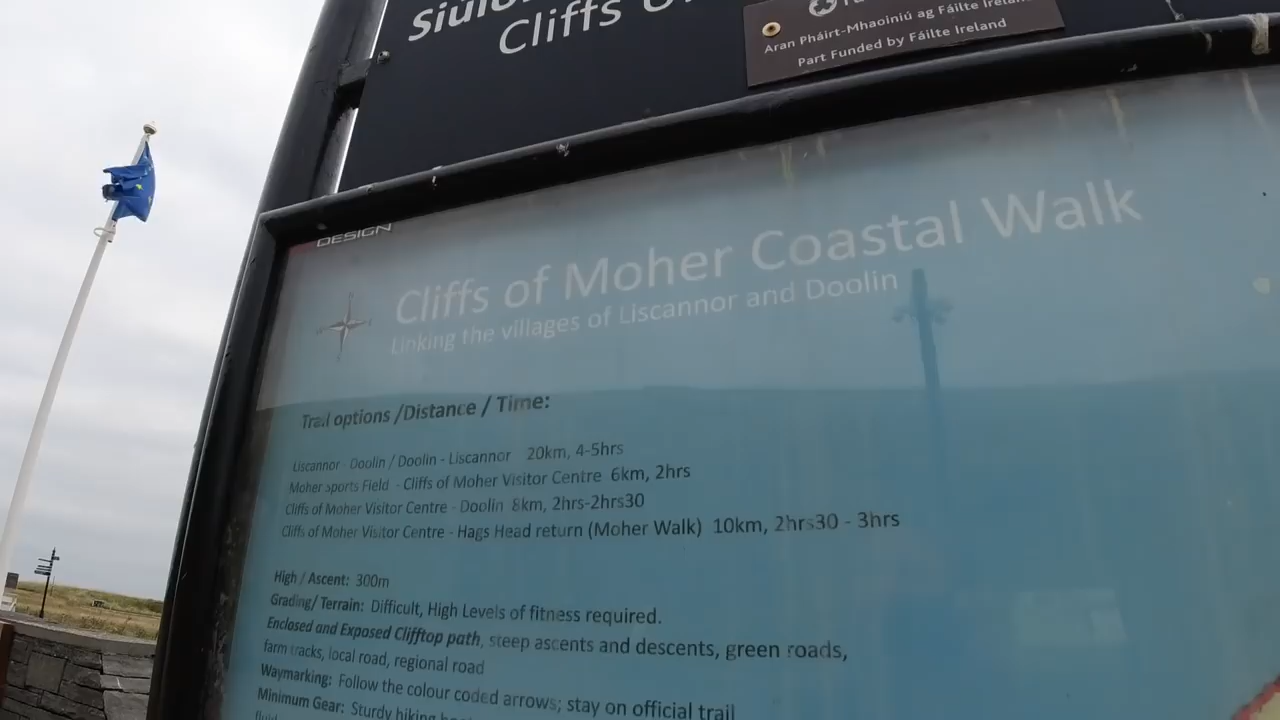 Cliffs
Aran Pháirt-Mhaoiniú ag Fáilte Ireland
Part Funded by Fáilte Ireland
DESIGN
Cliffs of Moher Coastal Walk
Linking the villages of Liscannor and Doolin
Trail options /Distance / Time:
Liscannor - Doolin / Doolin - Liscannor 20km, 4-5hrs
Moher Sports Field - Cliffs of Moher Visitor Centre 6km, 2hrs
Cliffs of Moher Visitor Centre - Doolin 8km, 2hrs-2hrs30
Cliffs of Moher Visitor Centre - Hags Head return (Moher Walk) 10km, 2hrs30 - 3hrs
High / Ascent: 300m
Grading/ Terrain: Difficult, High Levels of fitness required.
Enclosed and Exposed Clifftop path, steep ascents and descents, green roads,
farm tracks, local road, regional road
Waymarking: Follow the colour coded arrows; stay on official trail
Minimum Gear: Sturdy hiking